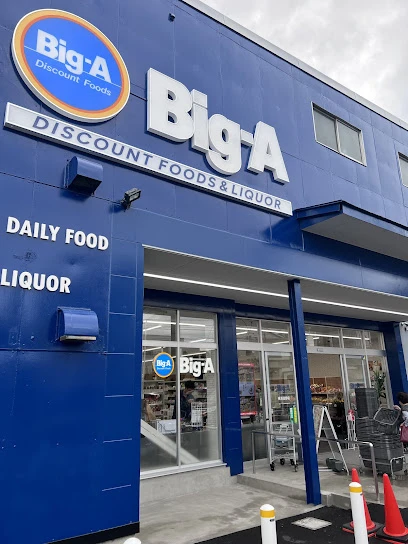 Big-A
Discount Foods
Big-A
DISCOUNT FOODS & LIQUOR
DAILY FOOD
LIQUOR
Big-A
Big-A